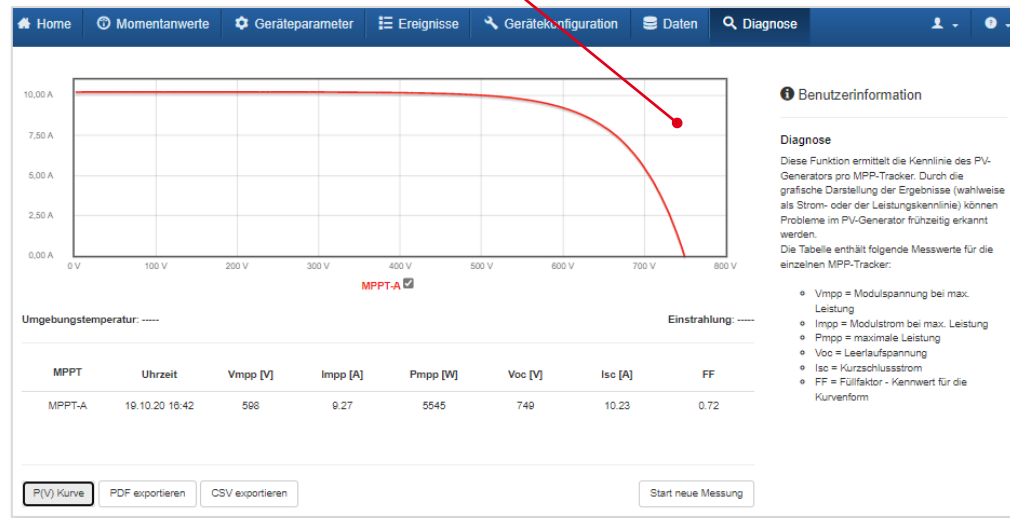 Home Momentanwerte Geräteparameter Ereignisse Gerätekonfiguration Daten Diagnose
10,00 A
7,50 A
5,00 A
2,50 A
0,00 A
0 V 100 V 200 V 300 V 400 V 500 V 600 V 700 V 800 V
MPPT-A
Umgebungstemperatur: ----- Einstrahlung: -----
MPPT Uhrzeit Vmpp [V] Impp [A] Pmpp [W] Voc [V] Isc [A] FF
MPPT-A 19.10.20 16:42 598 9.27 5545 749 10.23 0.72
P(V) Kurve PDF exportieren CSV exportieren Start neue Messung
Benutzerinformation
Diagnose
Diese Funktion ermittelt die Kennlinie des PV-
Generators pro MPP-Tracker. Durch die
grafische Darstellung der Ergebnisse (wahlweise
als Strom- oder der Leistungskennlinie) können
Probleme im PV-Generator frühzeitig erkannt
werden.
Die Tabelle enthält folgende Messwerte für die
einzelnen MPP-Tracker:
Vmpp = Modulspannung bei max.
Leistung
Impp = Modulstrom bei max. Leistung
Pmpp = maximale Leistung
Voc = Leerlaufspannung
Isc = Kurzschlussstrom
FF = Füllfaktor - Kennwert für die
Kurvenform